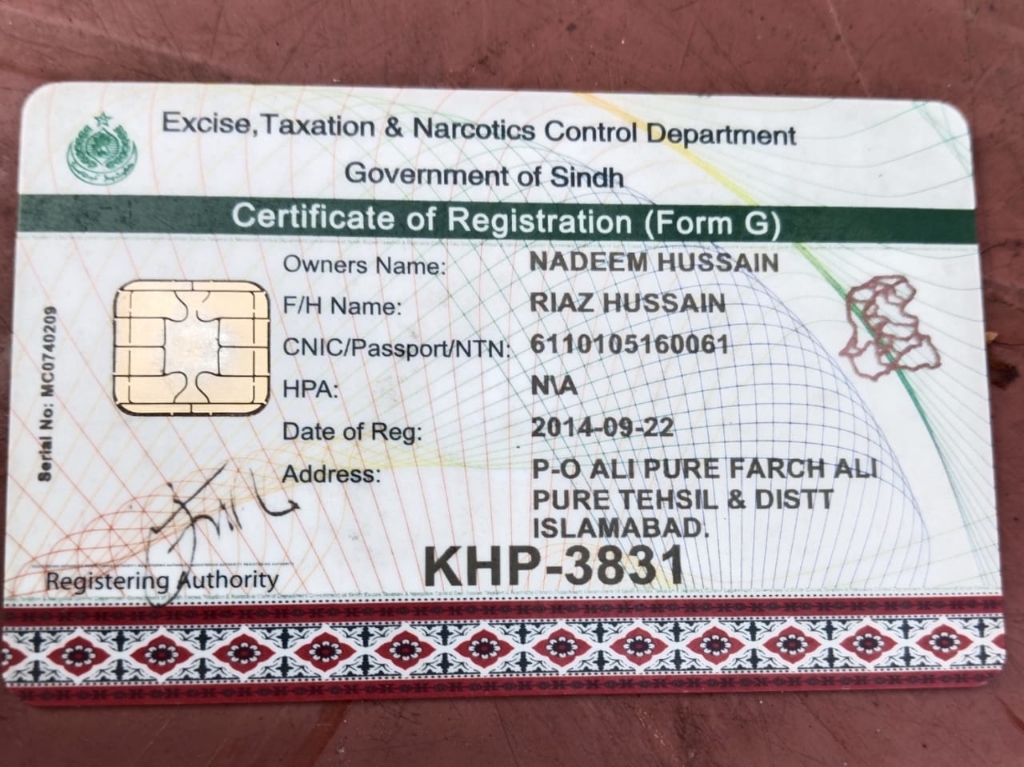 Excise,Taxation & Narcotics Control Department
Government of Sindh
Certificate of Registration (Form G)
Owners Name: NADEEM HUSSAIN
F/H Name: RIAZ HUSSAIN
CNIC/Passport/NTN: 6110105160061
HPA: N\A
Date of Reg: 2014-09-22
Address: P-O ALI PURE FARCH ALI
PURE TEHSIL & DISTT
ISLAMABAD.
KHP-3831
Serial No: MC0740209
Registering Authority